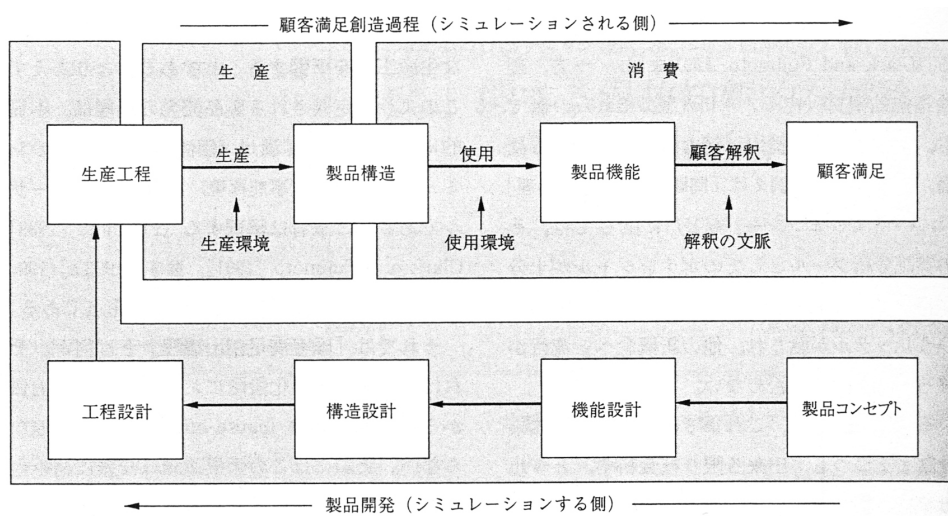 顧客満足創造過程（シミュレーションされる側）
生産
消費
生産工程
生産
生産環境
製品構造
使用
使用環境
製品機能
顧客解釈
解釈の文脈
顧客満足
工程設計
構造設計
機能設計
製品コンセプト
製品開発（シミュレーションする側）